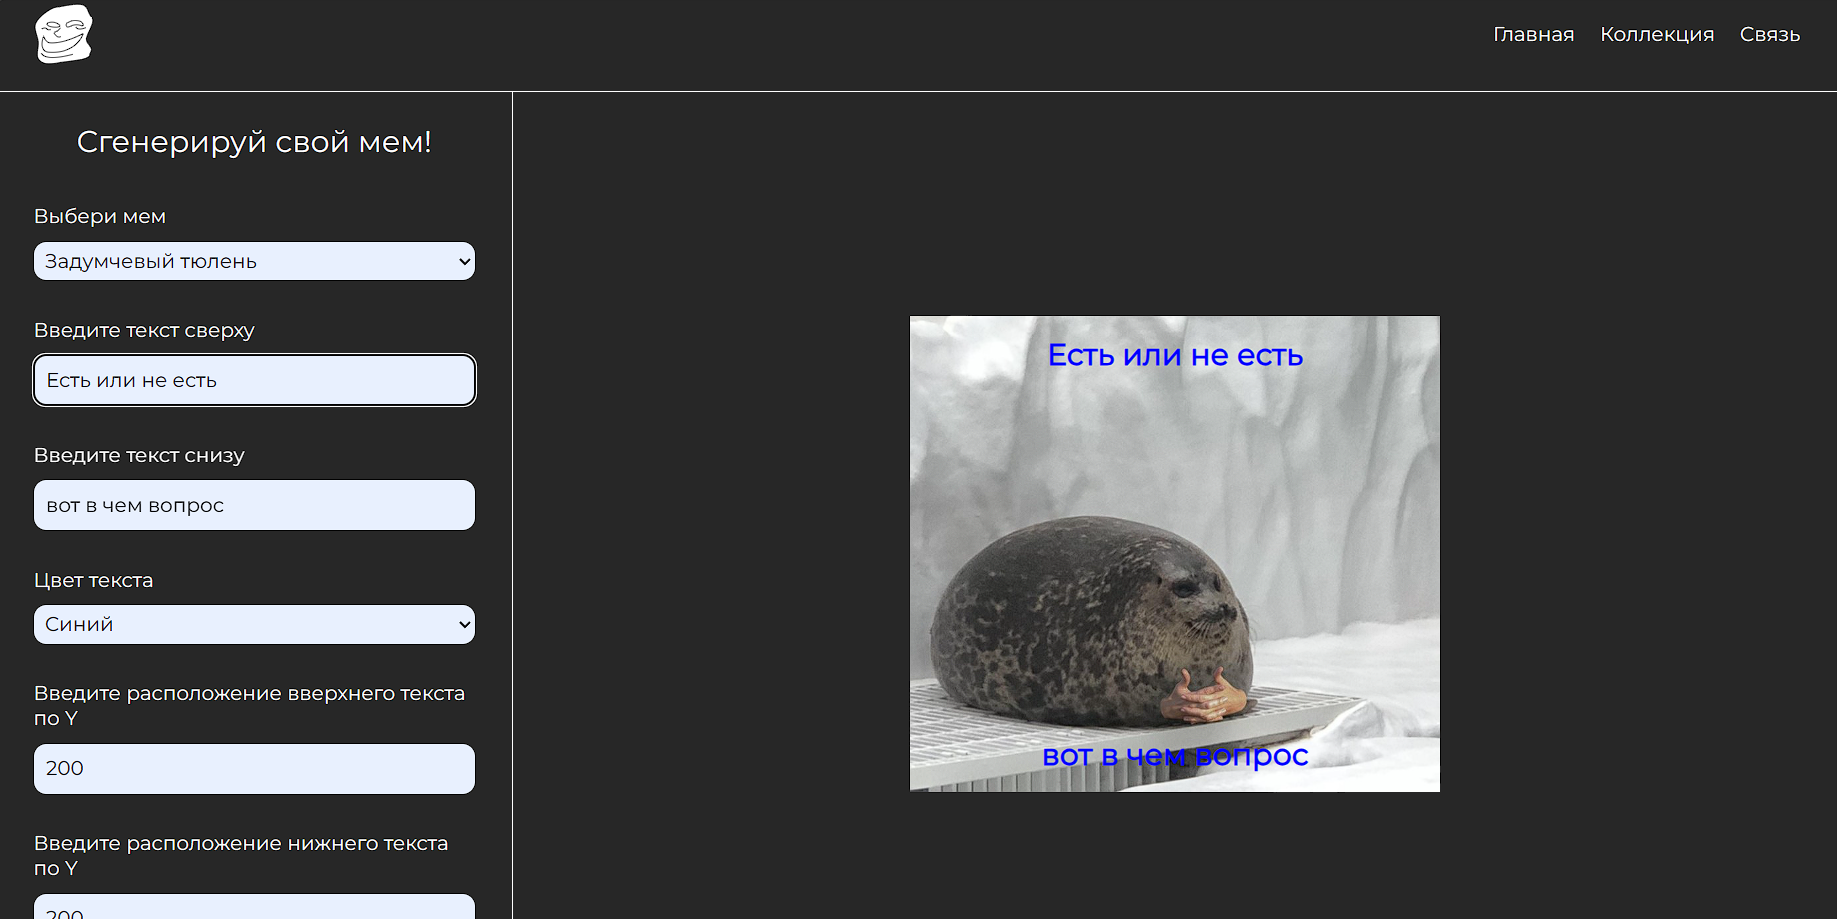 Главная Коллекция Связь
Сгенерируй свой мем!
Выбери мем
Задумчевый тюлень
Введите текст сверху
Есть или не есть
Введите текст снизу
вот в чем вопрос
Цвет текста
Синий
Введите расположение вверхнего текста
по Y
200
Введите расположение нижнего текста
по Y
200
Есть или не есть
вот в чем вопрос